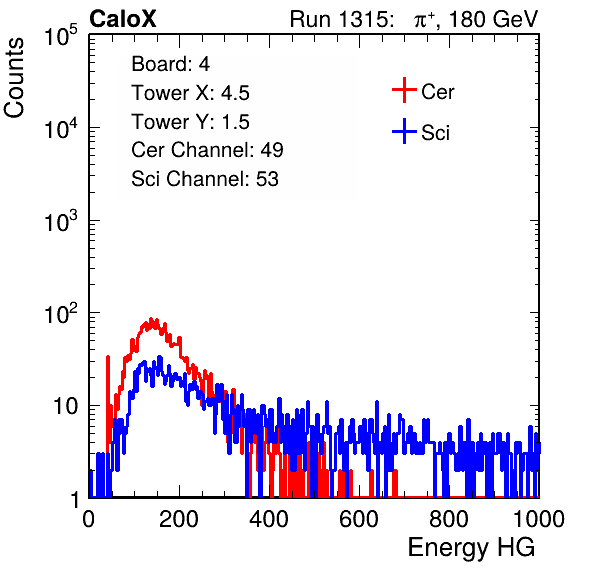 CaloX Run 1315: π⁺, 180 GeV
Counts
Board: 4
Tower X: 4.5
Tower Y: 1.5
Cer Channel: 49
Sci Channel: 53
Cer
Sci
10⁵
10⁴
10³
10²
10
1
0 200 400 600 800 1000
Energy HG